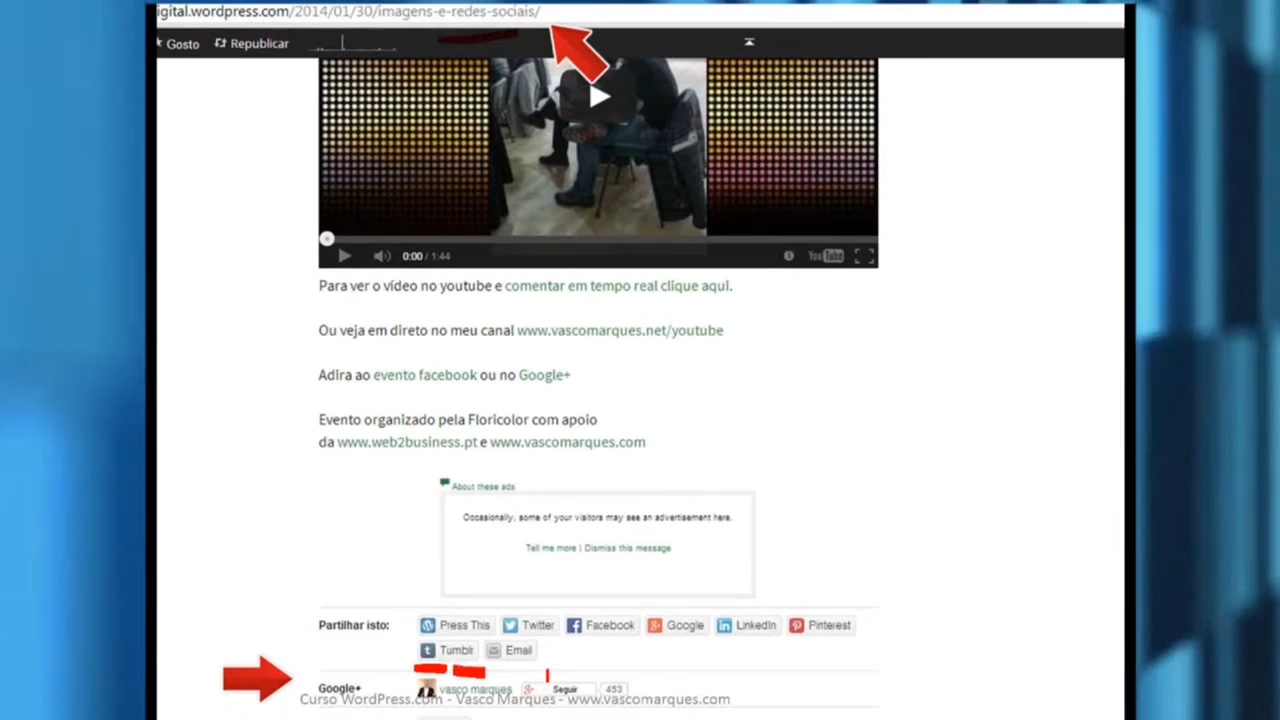 igital.wordpress.com/2014/01/30/imagens-e-redes-sociais/
Gosto Republicar
0:00 / 1:44 YouTube
Para ver o vídeo no youtube e comentar em tempo real clique aqui.
Ou veja em direto no meu canal www.vascomarques.net/youtube
Adira ao evento facebook ou no Google+
Evento organizado pela Floricolor com apoio
da www.web2business.pt e www.vascomarques.com
About these ads
Occasionally, some of your visitors may see an advertisement here.
Tell me more | Dismiss this message
Partilhar isto: Press This Twitter Facebook Google LinkedIn Pinterest
Tumblr Email
Google+ vasco marques Seguir 453
Curso WordPress.com - Vasco Marques - www.vascomarques.com